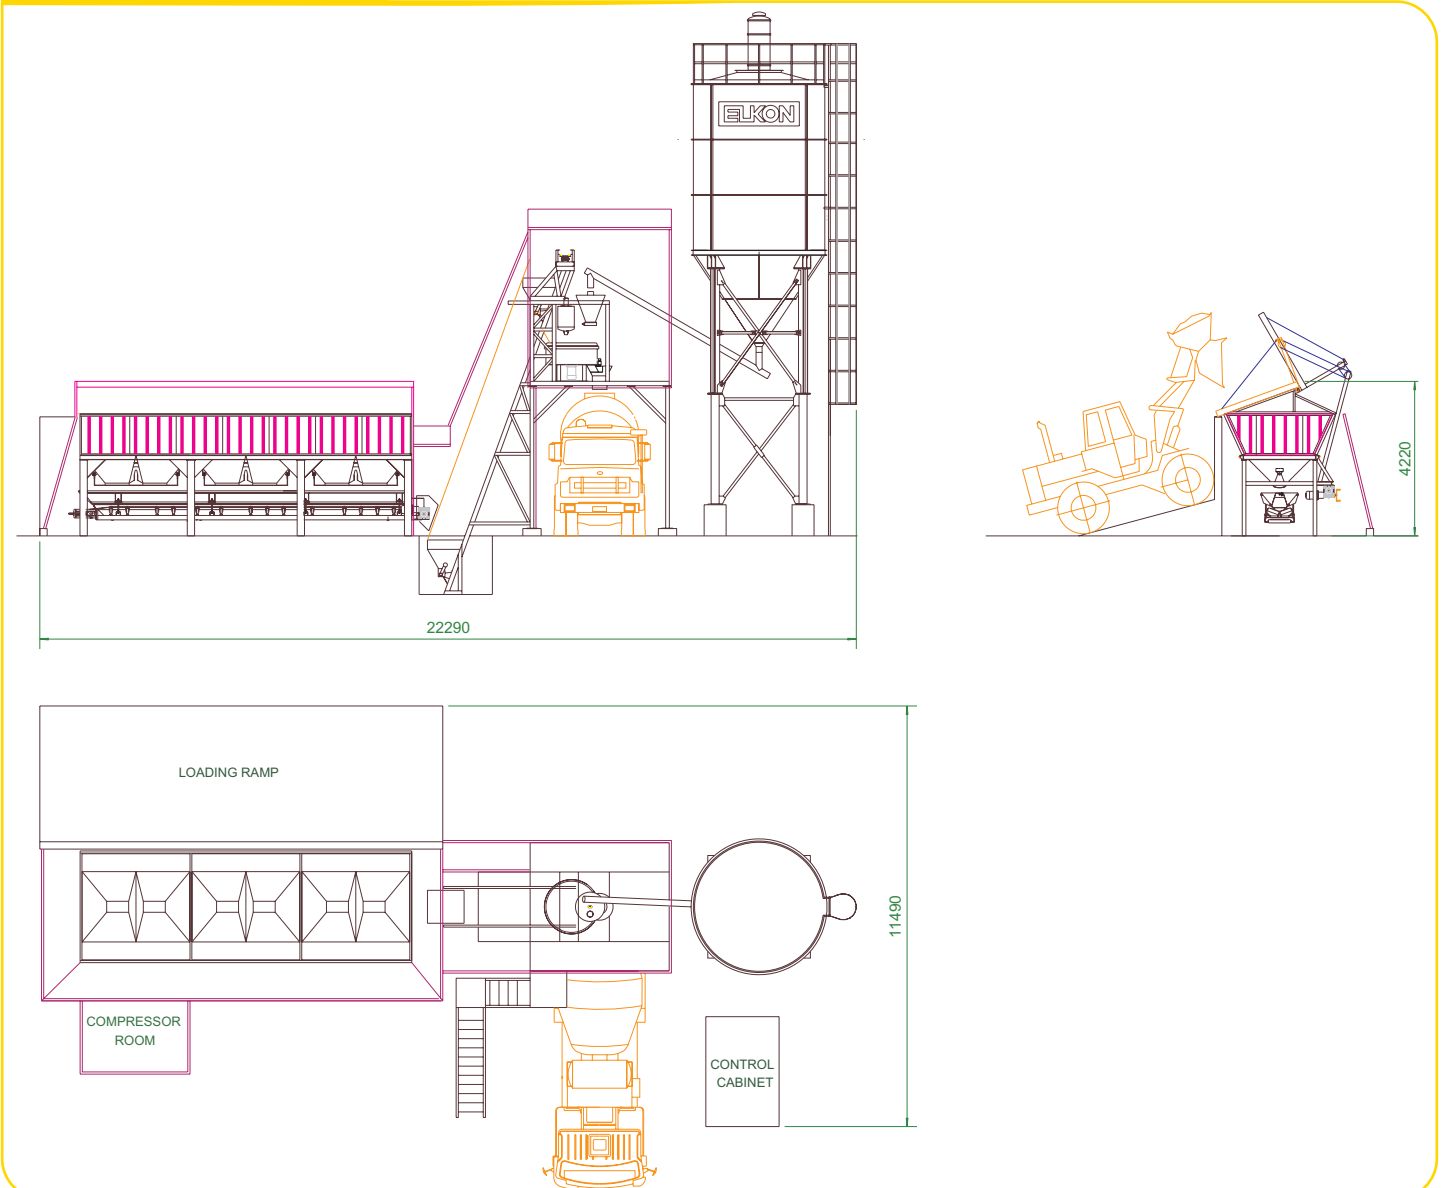 ELKON
4220
22290
LOADING RAMP
11490
COMPRESSOR
ROOM
CONTROL
CABINET